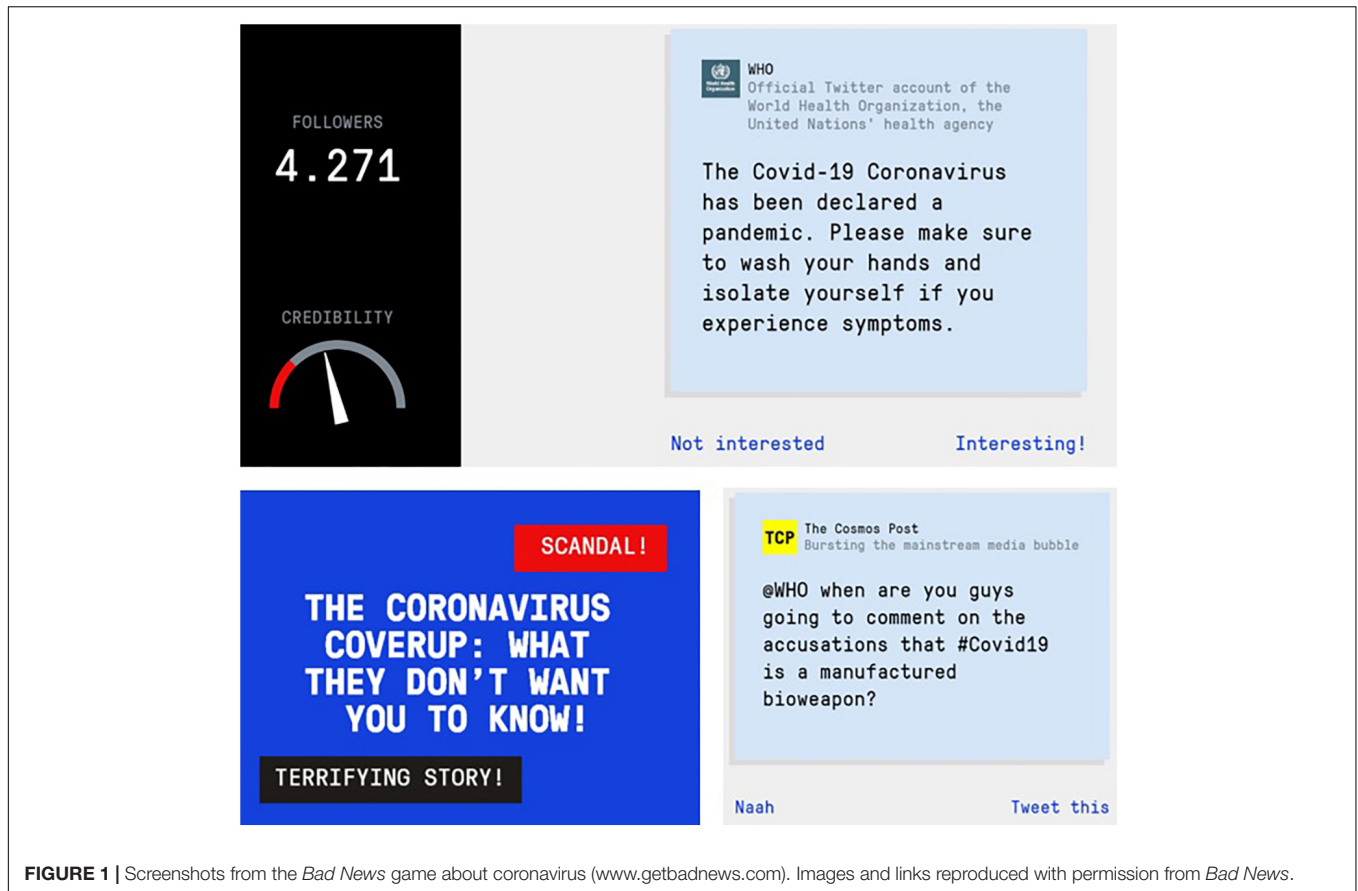 FOLLOWERS
4.271
CREDIBILITY
WHO
Official Twitter account of the
World Health Organization, the
United Nations' health agency
The Covid-19 Coronavirus
has been declared a
pandemic. Please make sure
to wash your hands and
isolate yourself if you
experience symptoms.
Not interested
Interesting!
SCANDAL!
THE CORONAVIRUS
COVERUP: WHAT
THEY DON'T WANT
YOU TO KNOW!
TERRIFYING STORY!
TCP
The Cosmos Post
Bursting the mainstream media bubble
@WHO when are you guys
going to comment on the
accusations that #Covid19
is a manufactured
bioweapon?
Naah
Tweet this
FIGURE 1 | Screenshots from the Bad News game about coronavirus (www.getbadnews.com). Images and links reproduced with permission from Bad News.